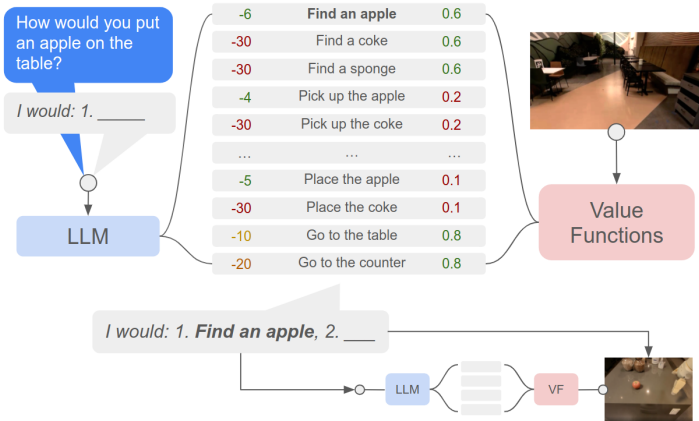 How would you put
an apple on the
table?
I would: 1. _____
LLM
-6 Find an apple 0.6
-30 Find a coke 0.6
-30 Find a sponge 0.6
-4 Pick up the apple 0.2
-30 Pick up the coke 0.2
... ... ...
-5 Place the apple 0.1
-30 Place the coke 0.1
-10 Go to the table 0.8
-20 Go to the counter 0.8
Value
Functions
I would: 1. Find an apple, 2. ___
LLM
VF